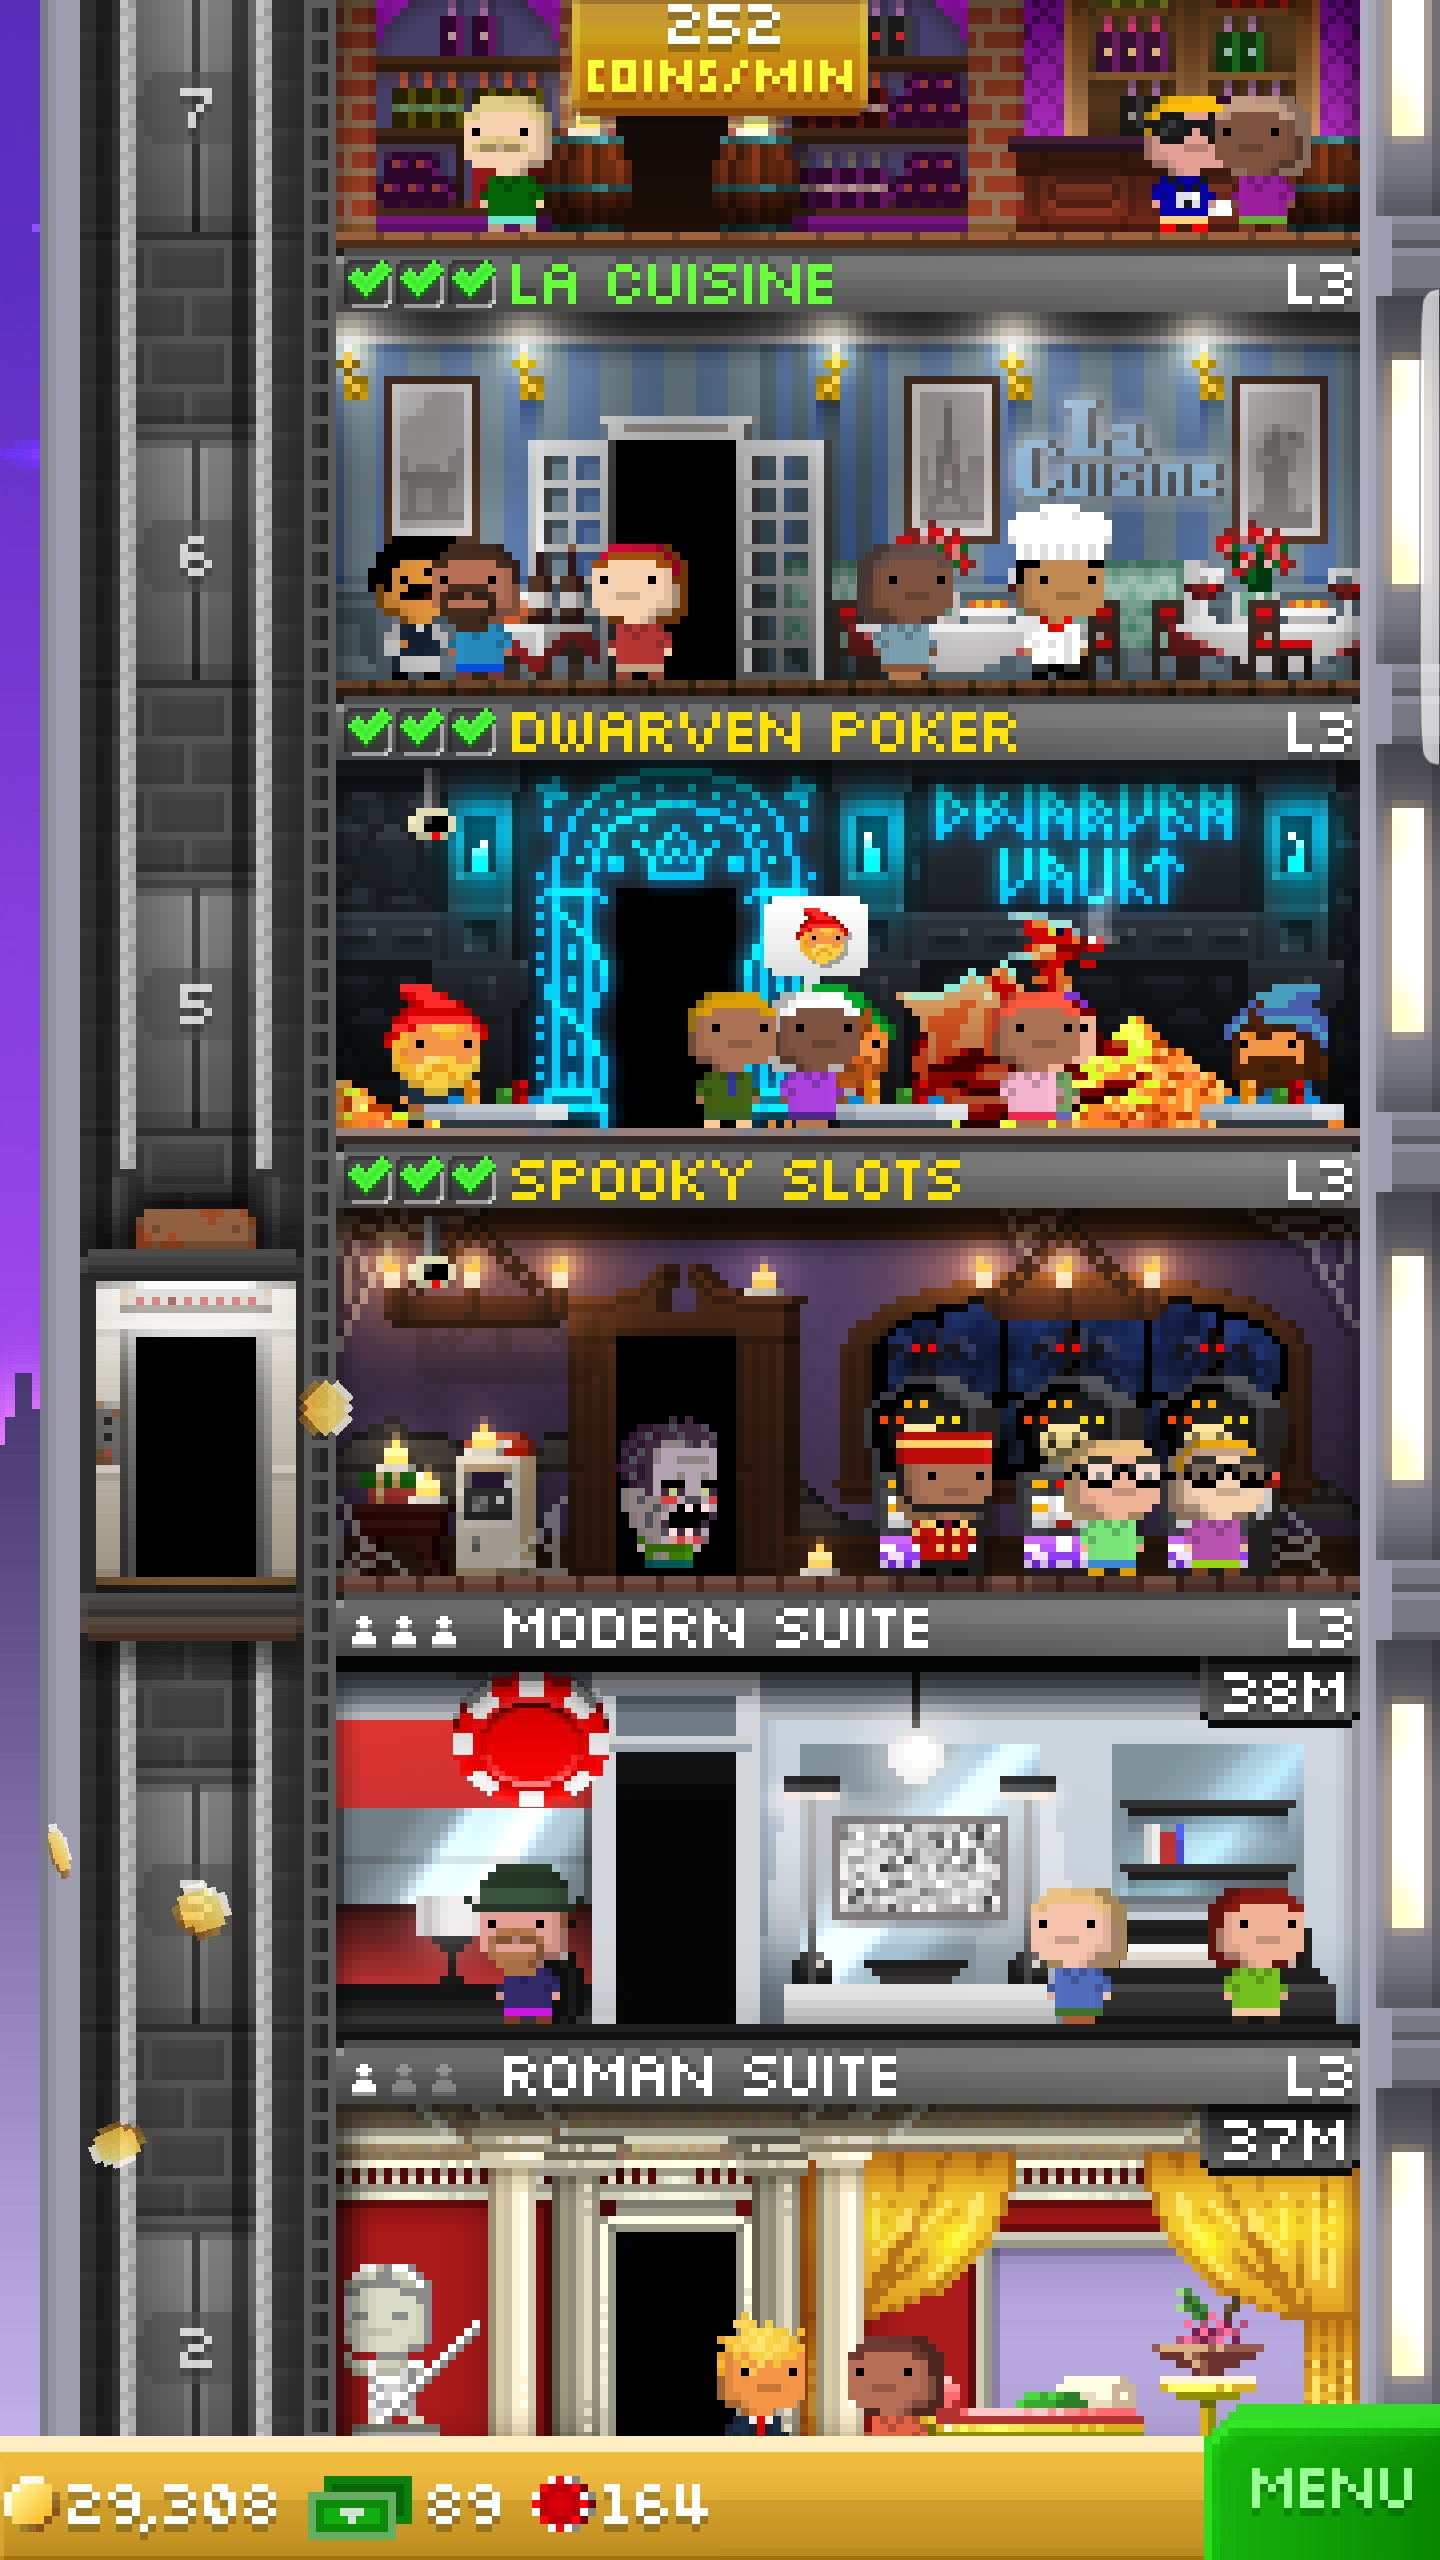 252
COINS/MIN
7
LA CUISINE L3
La
Cuisine
6
DWARVEN POKER L3
DWARVEN
VAULT
5
SPOOKY SLOTS L3
MODERN SUITE L3
38M
ROMAN SUITE L3
37M
2
29,308 89 164
MENU